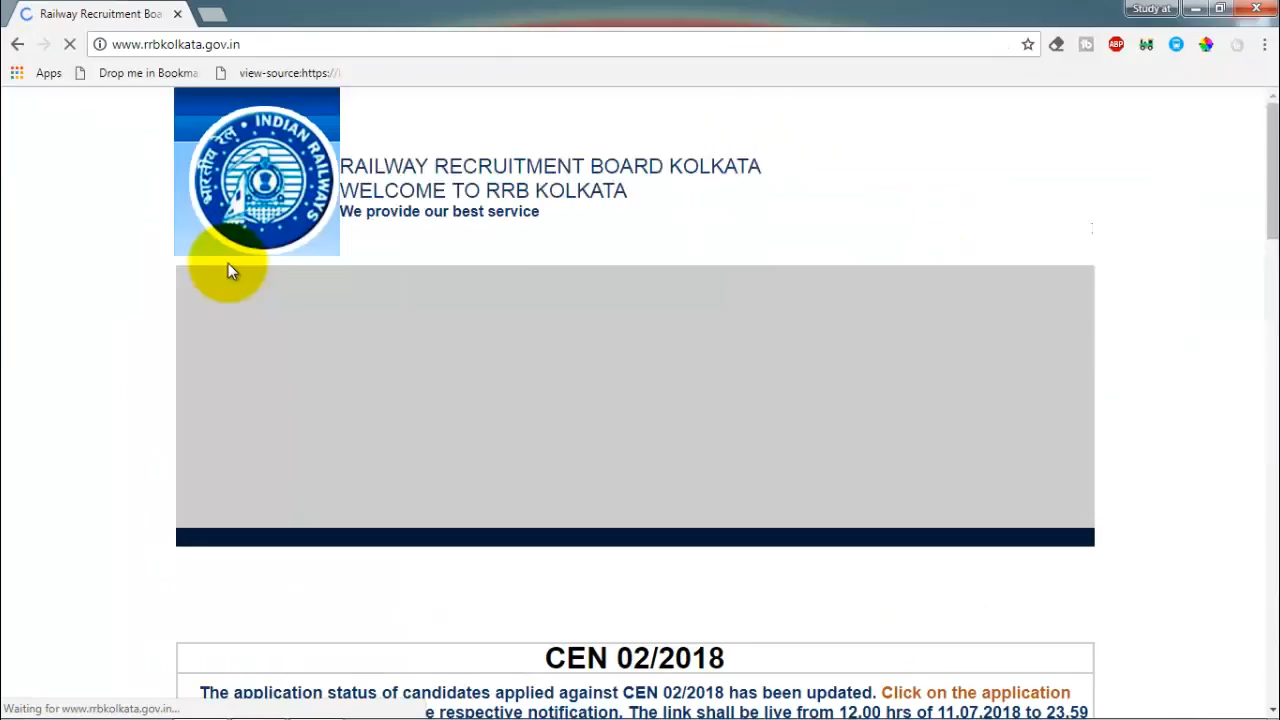 Railway Recruitment Boa
Study at
www.rrbkolkata.gov.in
ABP
Apps
Drop me in Bookma
view-source:https://
भारतीय रेल • INDIAN RAILWAYS
RAILWAY RECRUITMENT BOARD KOLKATA
WELCOME TO RRB KOLKATA
We provide our best service
CEN 02/2018
The application status of candidates applied against CEN 02/2018 has been updated. Click on the application
e respective notification. The link shall be live from 12.00 hrs of 11.07.2018 to 23.59
Waiting for www.rrbkolkata.gov.in...